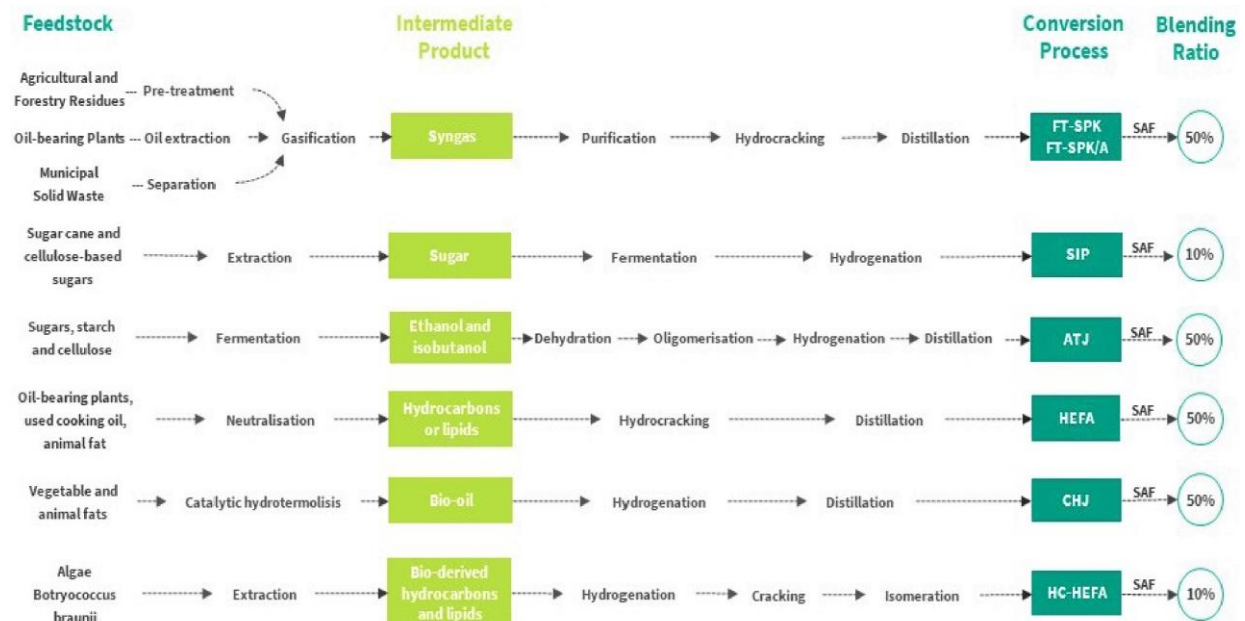 Feedstock
Intermediate
Product
Conversion
Process
Blending
Ratio
Agricultural and
Forestry Residues
Pre-treatment
Oil-bearing Plants
Oil extraction
Municipal
Solid Waste
Separation
Gasification
Syngas
Purification
Hydrocracking
Distillation
FT-SPK
FT-SPK/A
SAF
50%
Sugar cane and
cellulose-based
sugars
Extraction
Sugar
Fermentation
Hydrogenation
SIP
SAF
10%
Sugars, starch
and cellulose
Fermentation
Ethanol and
isobutanol
Dehydration
Oligomerisation
Hydrogenation
Distillation
ATJ
SAF
50%
Oil-bearing plants,
used cooking oil,
animal fat
Neutralisation
Hydrocarbons
or lipids
Hydrocracking
Distillation
HEFA
SAF
50%
Vegetable and
animal fats
Catalytic hydrotermolisis
Bio-oil
Hydrogenation
Distillation
CHJ
SAF
50%
Algae
Botryococcus
braunii
Extraction
Bio-derived
hydrocarbons
and lipids
Hydrogenation
Cracking
Isomeration
HC-HEFA
SAF
10%